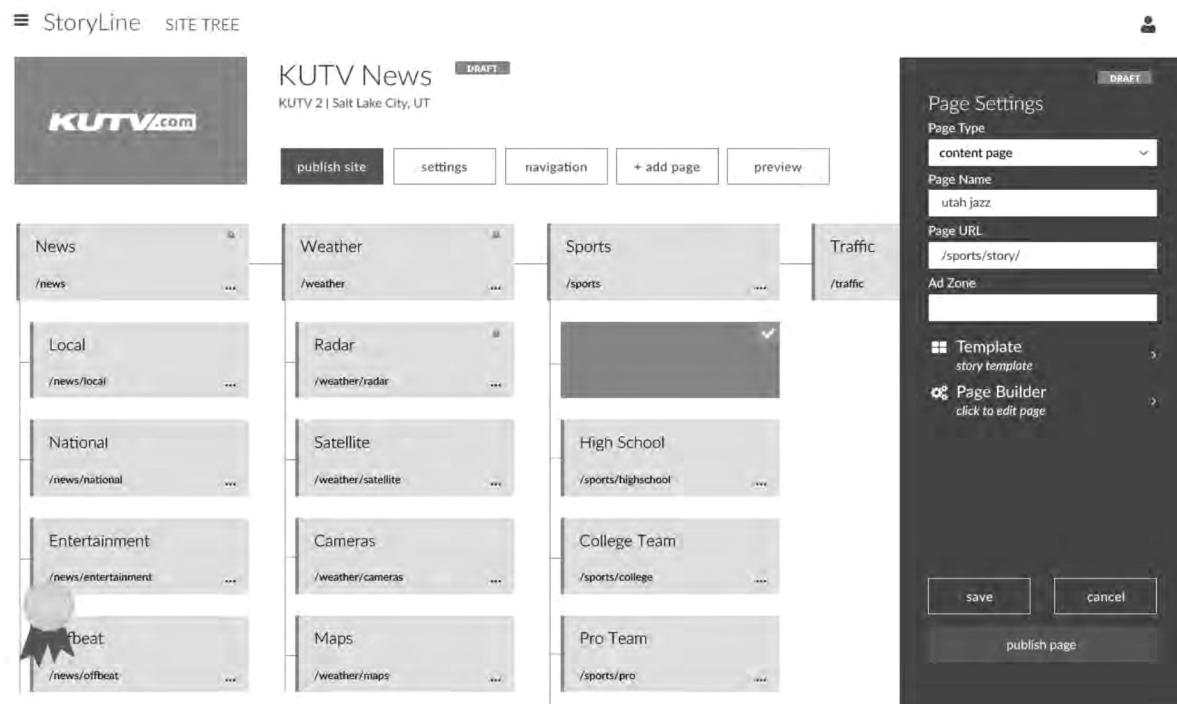 StoryLine SITE TREE
KUTV.com
KUTV News DRAFT
KUTV 2 | Salt Lake City, UT
publish site
settings
navigation
+ add page
preview
News
/news
...
Weather
/weather
...
Sports
/sports
...
Traffic
/traffic
Local
/news/local
...
Radar
/weather/radar
...
National
/news/national
...
Satellite
/weather/satellite
...
High School
/sports/highschool
...
Entertainment
/news/entertainment
...
Cameras
/weather/cameras
...
College Team
/sports/college
...
fbeat
/news/offbeat
...
Maps
/weather/maps
...
Pro Team
/sports/pro
...
DRAFT
Page Settings
Page Type
content page
Page Name
utah jazz
Page URL
/sports/story/
Ad Zone
Template
story template
Page Builder
click to edit page
save
cancel
publish page